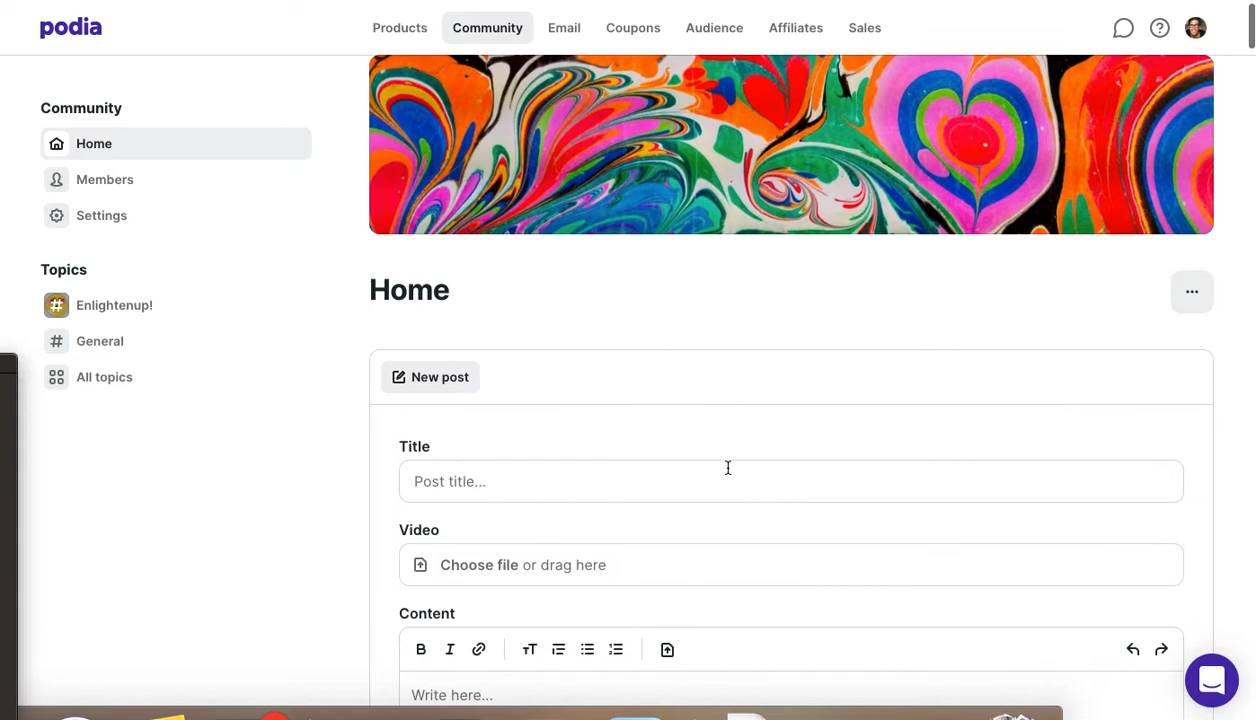 podia
Products Community Email Coupons Audience Affiliates Sales
Community
Home
Members
Settings
Topics
# Enlightenup!
# General
All topics
Home
New post
Title
Post title...
Video
Choose file or drag here
Content
B I TT
Write here...